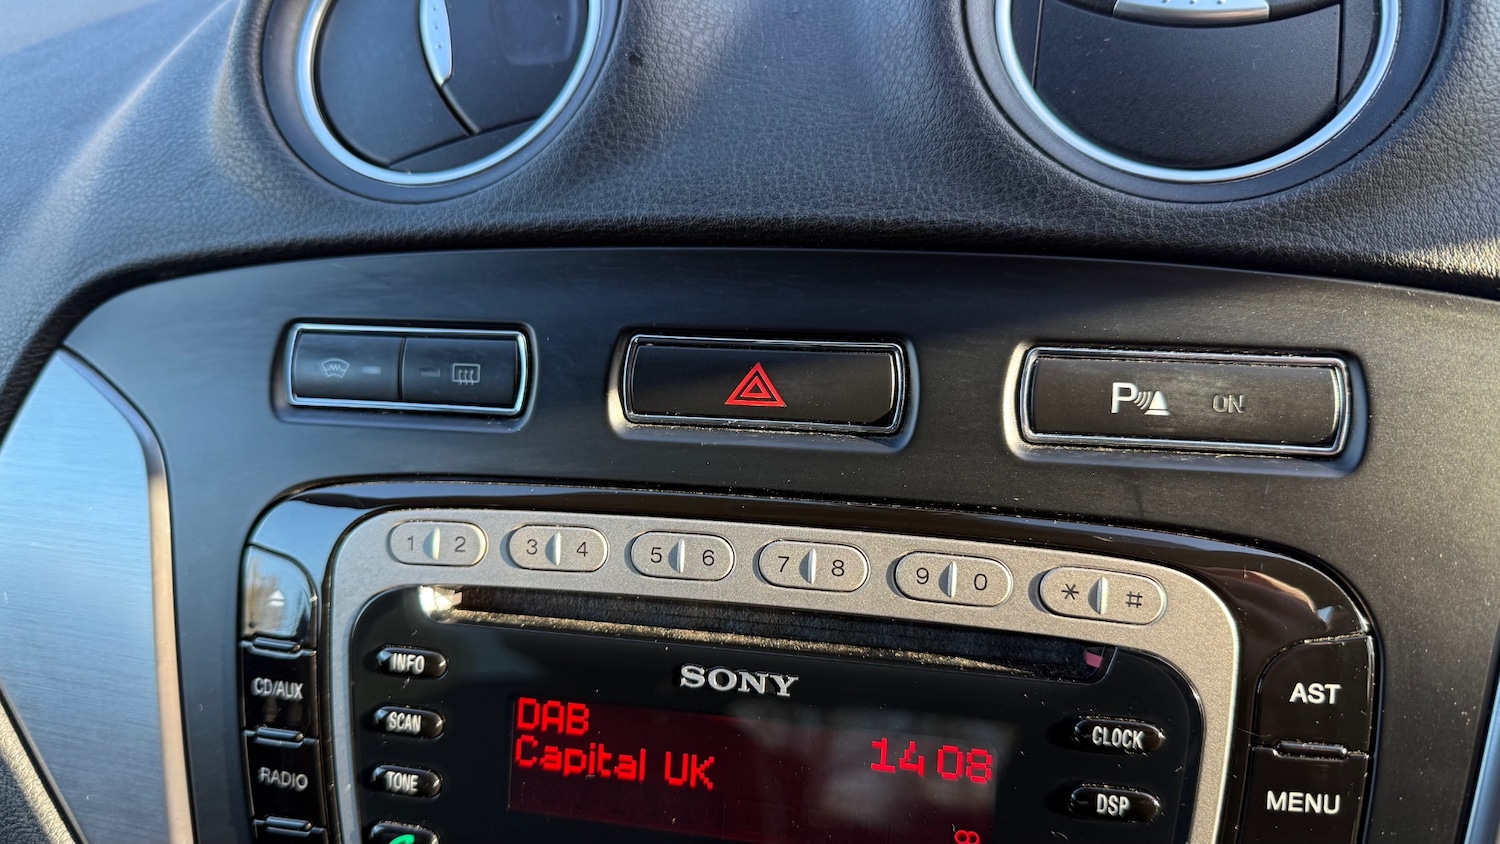 P ON
1 2 3 4 5 6 7 8 9 0 * #
SONY
INFO
CD/AUX
SCAN
RADIO
TONE
DAB
Capital UK
14 08
8
CLOCK
DSP
AST
MENU